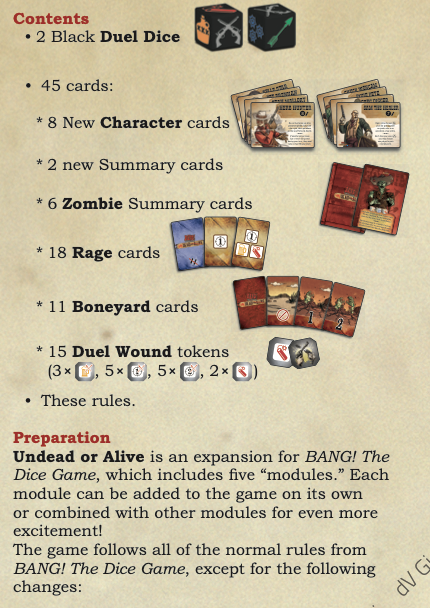 Contents
• 2 Black Duel Dice
• 45 cards:
* 8 New Character cards
* 2 new Summary cards
* 6 Zombie Summary cards
* 18 Rage cards
* 11 Boneyard cards
1 2
* 15 Duel Wound tokens
(3× , 5× , 5× , 2× )
• These rules.
Preparation
Undead or Alive is an expansion for BANG! The
Dice Game, which includes five “modules.” Each
module can be added to the game on its own
or combined with other modules for even more
excitement!
The game follows all of the normal rules from
BANG! The Dice Game, except for the following
changes:
dV Gi